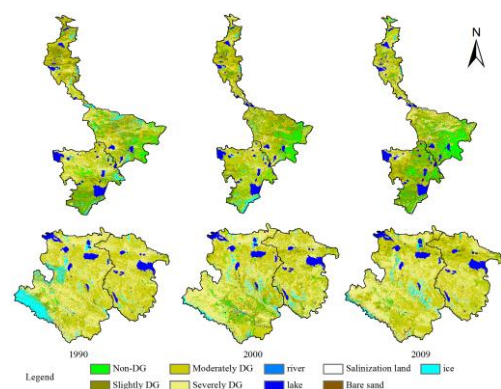 N
1990
2000
2009
Legend
Non-DG
Moderately DG
river
Salinization land
ice
Slightly DG
Severely DG
lake
Bare sand